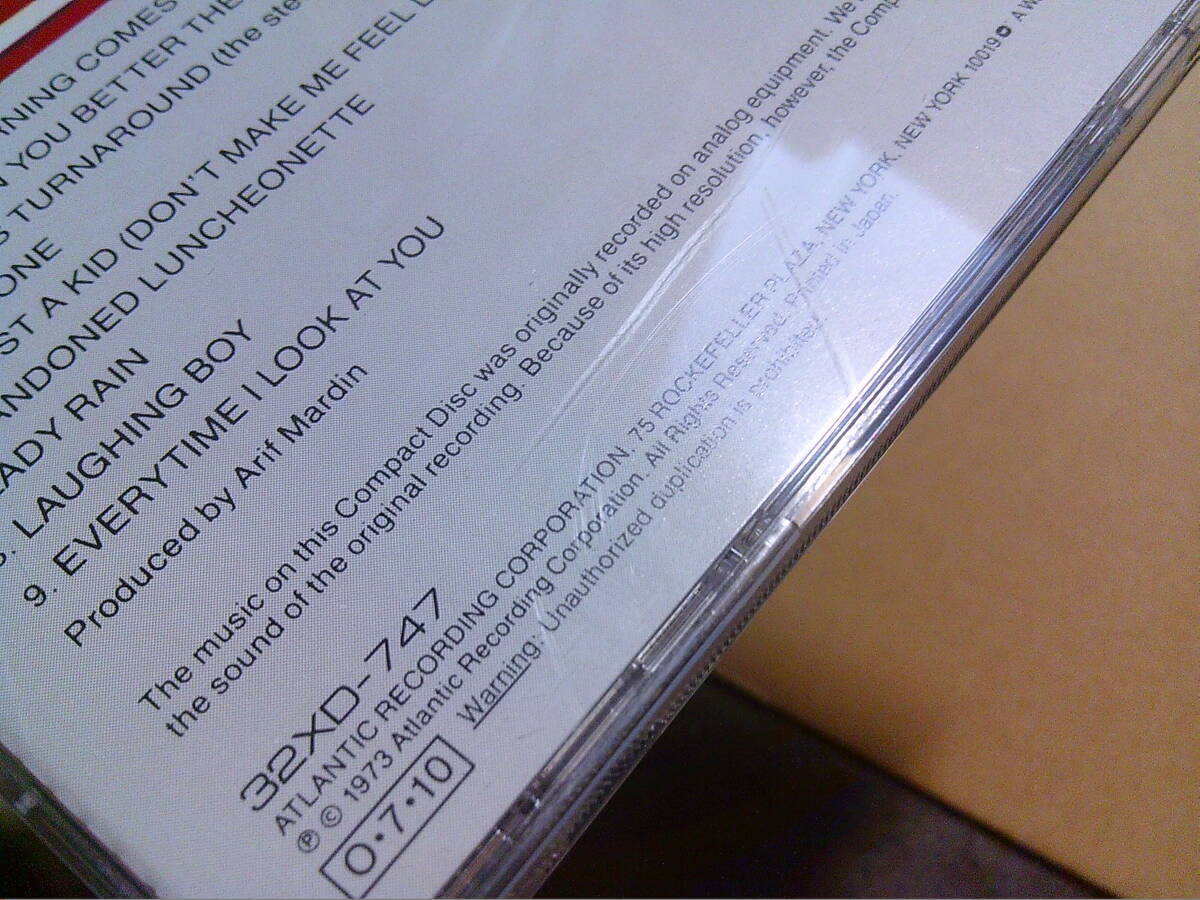 RNING COMES
YOU BETTER THE
TURNAROUND (the ste
ONE
ST A KID (DON'T MAKE ME FEEL L
ANDONED LUNCHEONETTE
ADY RAIN
LAUGHING BOY
9. EVERYTIME I LOOK AT YOU
Produced by Arif Mardin
The music on this Compact Disc was originally recorded on analog equipment. We
the sound of the original recording. Because of its high resolution, however, the Comp
32XD-747
ATLANTIC RECORDING CORPORATION, 75 ROCKEFELLER PLAZA, NEW YORK, NEW YORK 10019 A W
℗ © 1973 Atlantic Recording Corporation. All Rights Reserved. Printed in Japan.
Warning: Unauthorized duplication is prohibited.
O•7•10